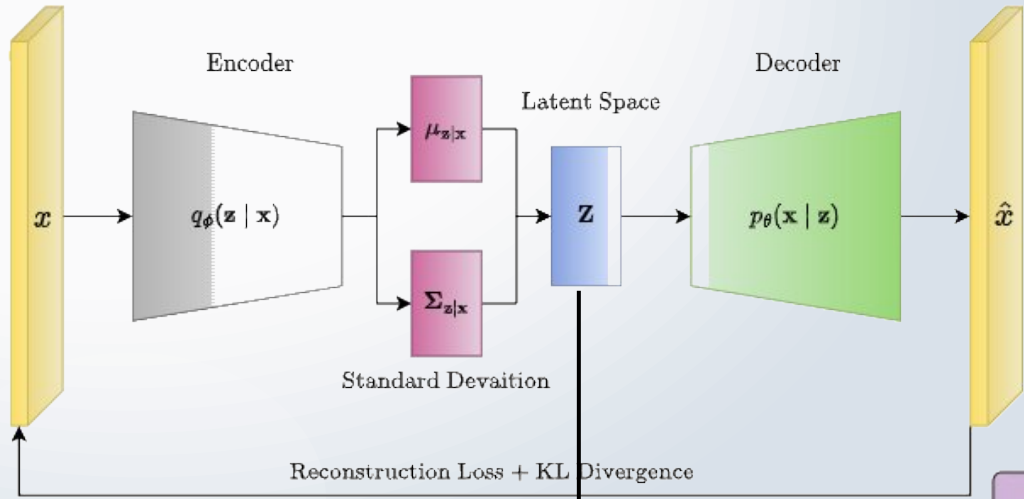 Encoder
Decoder
Latent Space
x
q_ϕ(z | x)
μ_z|x
Σ_z|x
Z
p_θ(x | z)
x̂
Standard Devaition
Reconstruction Loss + KL Divergence